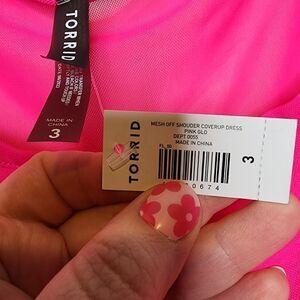 TORRID
MADE IN
CHINA
3
TORRID
MESH OFF SHOUDER COVERUP DRESS
PINK GLO
DEPT 0055
MADE IN CHINA
3
0674